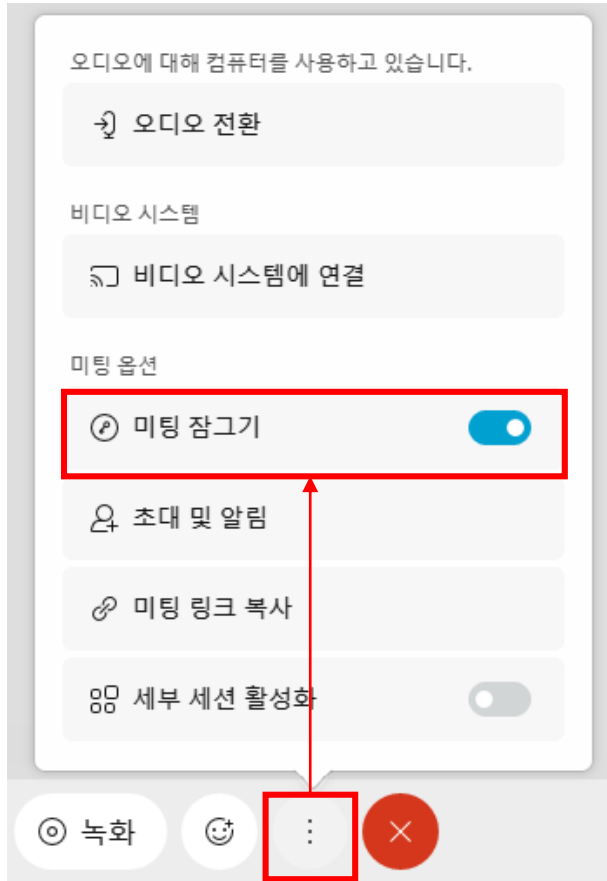 오디오에 대해 컴퓨터를 사용하고 있습니다.
오디오 전환
비디오 시스템
비디오 시스템에 연결
미팅 옵션
미팅 잠그기
초대 및 알림
미팅 링크 복사
세부 세션 활성화
녹화